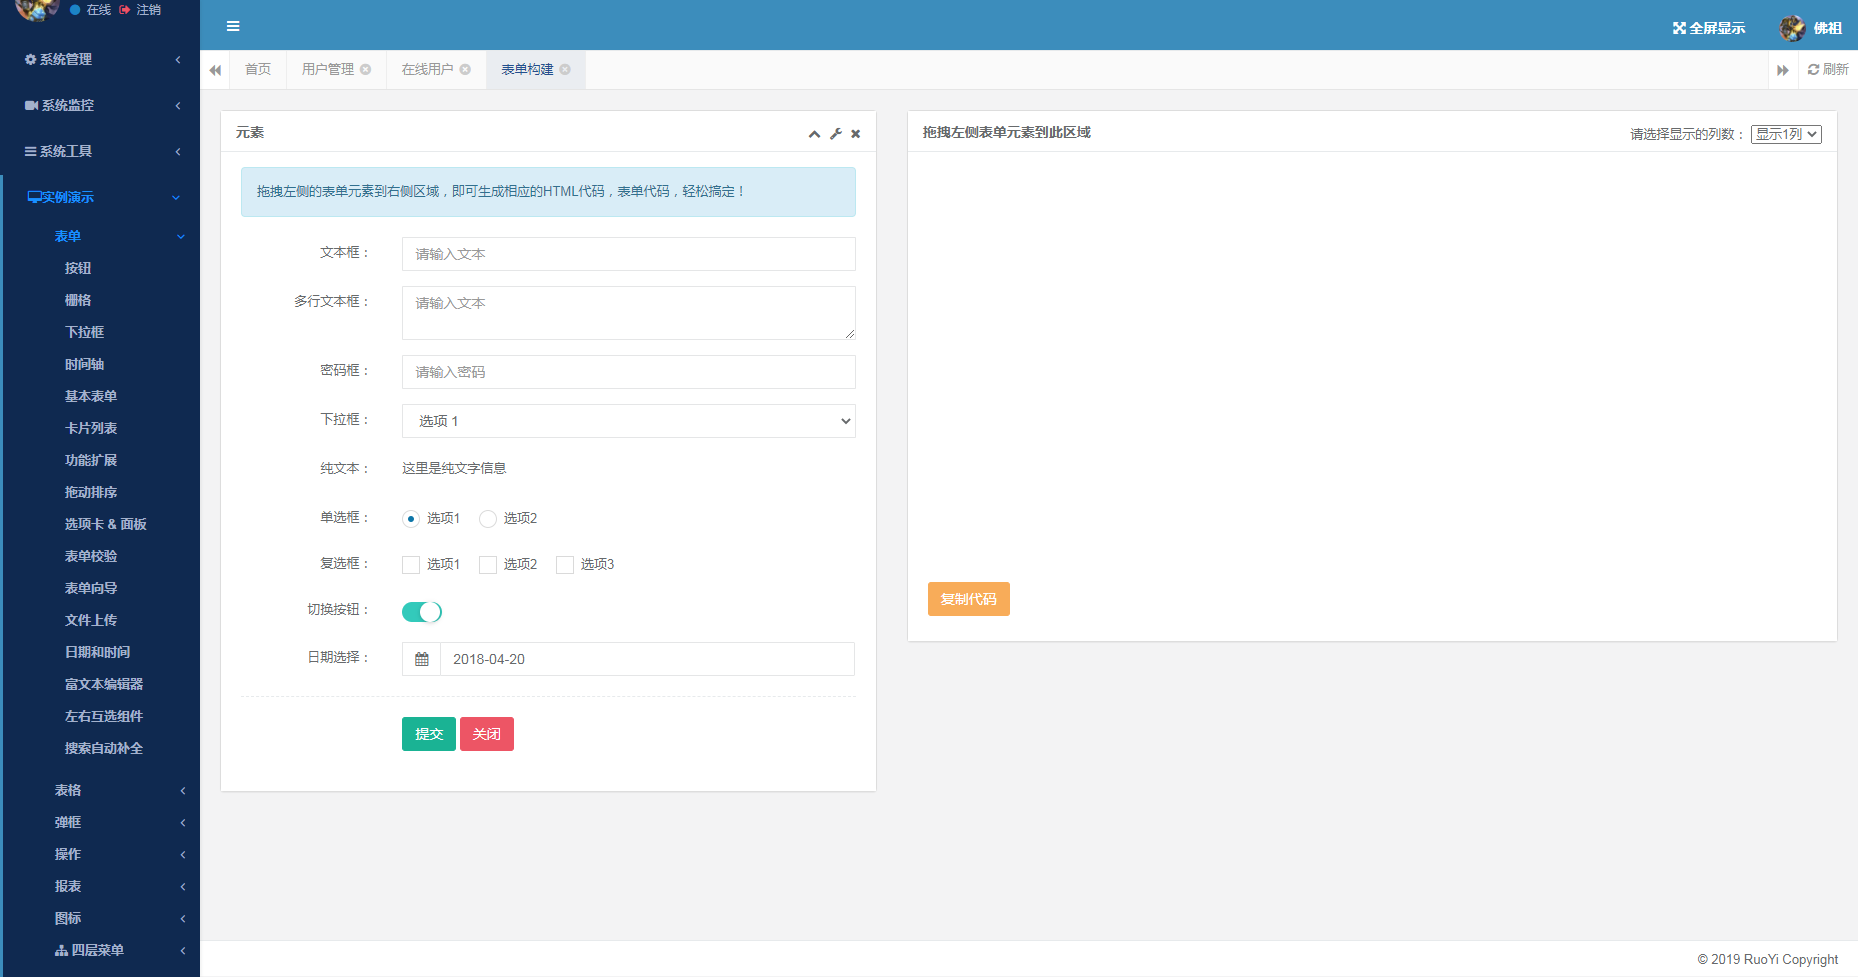 在线 注销
全屏显示 佛祖
系统管理
系统监控
系统工具
实例演示
表单
按钮
栅格
下拉框
时间轴
基本表单
卡片列表
功能扩展
拖动排序
选项卡 & 面板
表单校验
表单向导
文件上传
日期和时间
富文本编辑器
左右互选组件
搜索自动补全
表格
弹框
操作
报表
图标
四层菜单
首页 用户管理 在线用户 表单构建 刷新
元素
拖拽左侧的表单元素到右侧区域，即可生成相应的HTML代码，表单代码，轻松搞定！
文本框： 请输入文本
多行文本框： 请输入文本
密码框： 请输入密码
下拉框： 选项 1
纯文本： 这里是纯文字信息
单选框： 选项1 选项2
复选框： 选项1 选项2 选项3
切换按钮：
日期选择： 2018-04-20
提交 关闭
拖拽左侧表单元素到此区域 请选择显示的列数： 显示1列
复制代码
© 2019 RuoYi Copyright